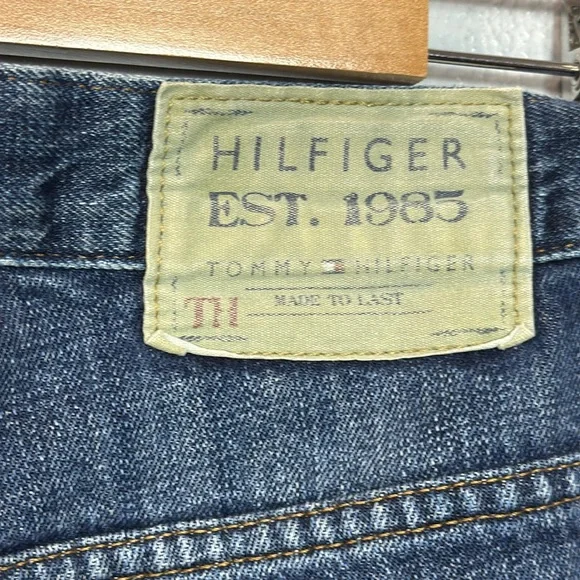 HILFIGER
EST. 1985
TOMMY HILFIGER
MADE TO LAST
TH